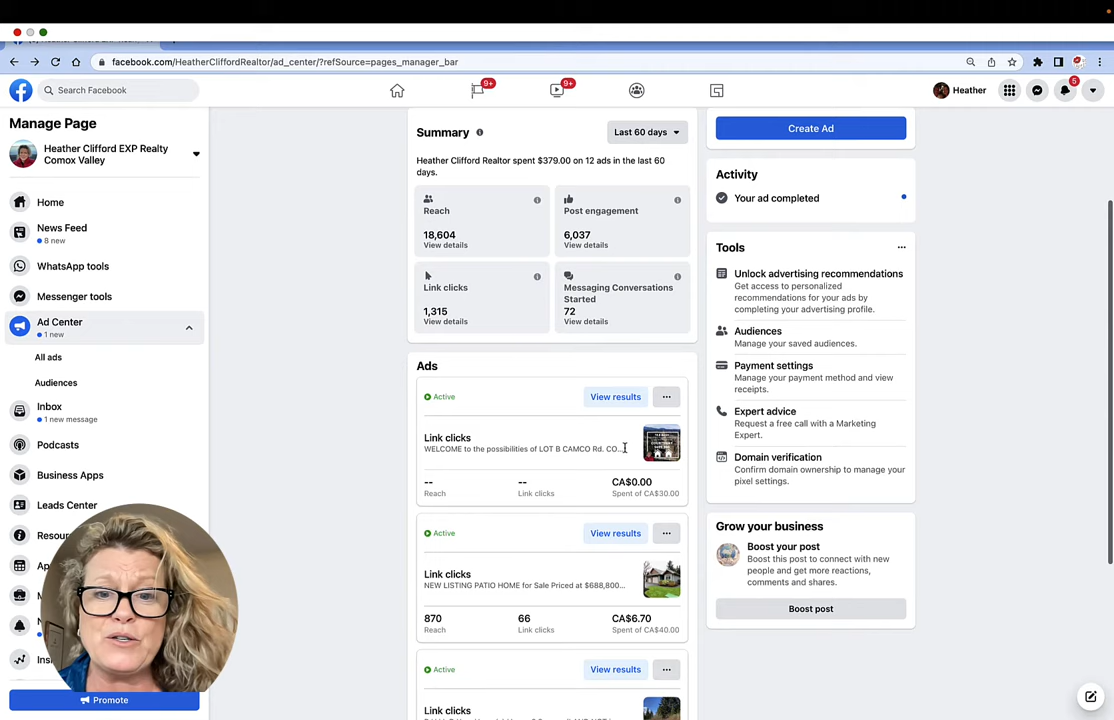 facebook.com/HeatherCliffordRealtor/ad_center/?refSource=pages_manager_bar
Search Facebook
9+
9+
Heather
5
Manage Page
Heather Clifford EXP Realty
Comox Valley
Home
News Feed
8 new
WhatsApp tools
Messenger tools
Ad Center
1 new
All ads
Audiences
Inbox
1 new message
Podcasts
Business Apps
Leads Center
Resour
Ap
M
N
Insi
Promote
Summary
Last 60 days
Heather Clifford Realtor spent $379.00 on 12 ads in the last 60
days.
Reach
18,604
View details
Post engagement
6,037
View details
Link clicks
1,315
View details
Messaging Conversations
Started
72
View details
Ads
Active
View results
...
Link clicks
WELCOME to the possibilities of LOT B CAMCO Rd. CO...
--
Reach
--
Link clicks
CA$0.00
Spent of CA$30.00
Active
View results
...
Link clicks
NEW LISTING PATIO HOME for Sale Priced at $688,800...
870
Reach
66
Link clicks
CA$6.70
Spent of CA$40.00
Active
View results
...
Link clicks
Create Ad
Activity
Your ad completed
Tools
...
Unlock advertising recommendations
Get access to personalized
recommendations for your ads by
completing your advertising profile.
Audiences
Manage your saved audiences.
Payment settings
Manage your payment method and view
receipts.
Expert advice
Request a free call with a Marketing
Expert.
Domain verification
Confirm domain ownership to manage your
pixel settings.
Grow your business
Boost your post
Boost this post to connect with new
people and get more reactions,
comments and shares.
Boost post